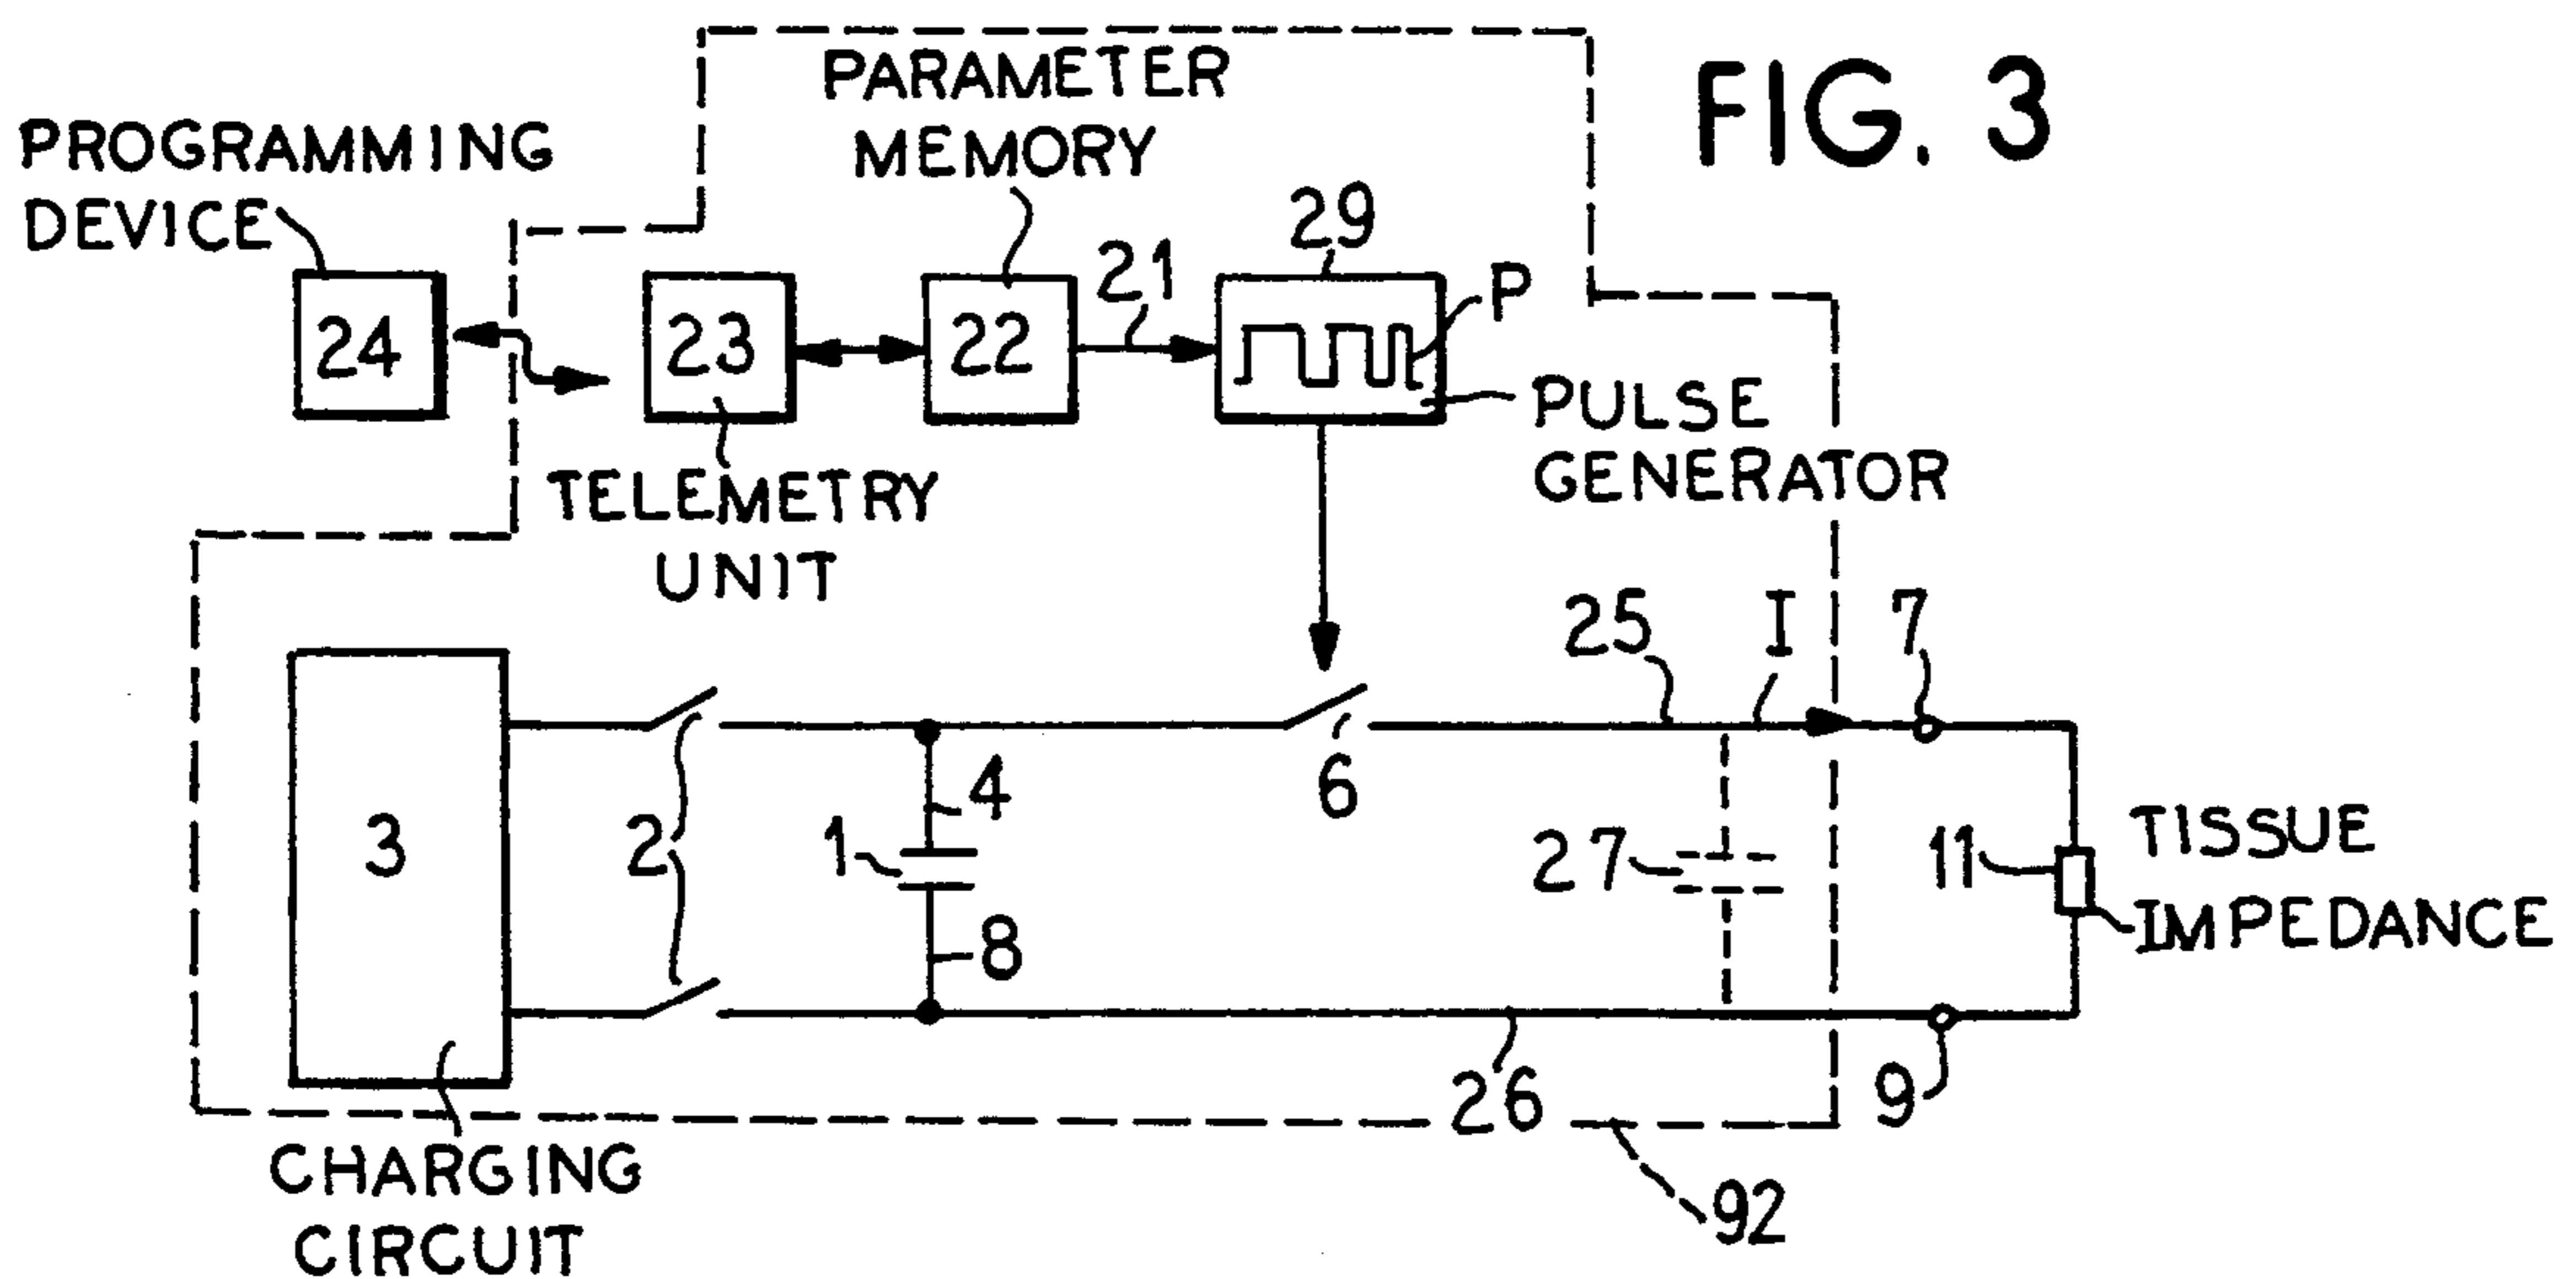 FIG. 3
PARAMETER
MEMORY
PROGRAMMING
DEVICE
29
21
P
24
23
22
PULSE
GENERATOR
TELEMETRY
UNIT
25
I
7
6
4
3
2
1
27
11
TISSUE
IMPEDANCE
8
26
9
92
CHARGING
CIRCUIT